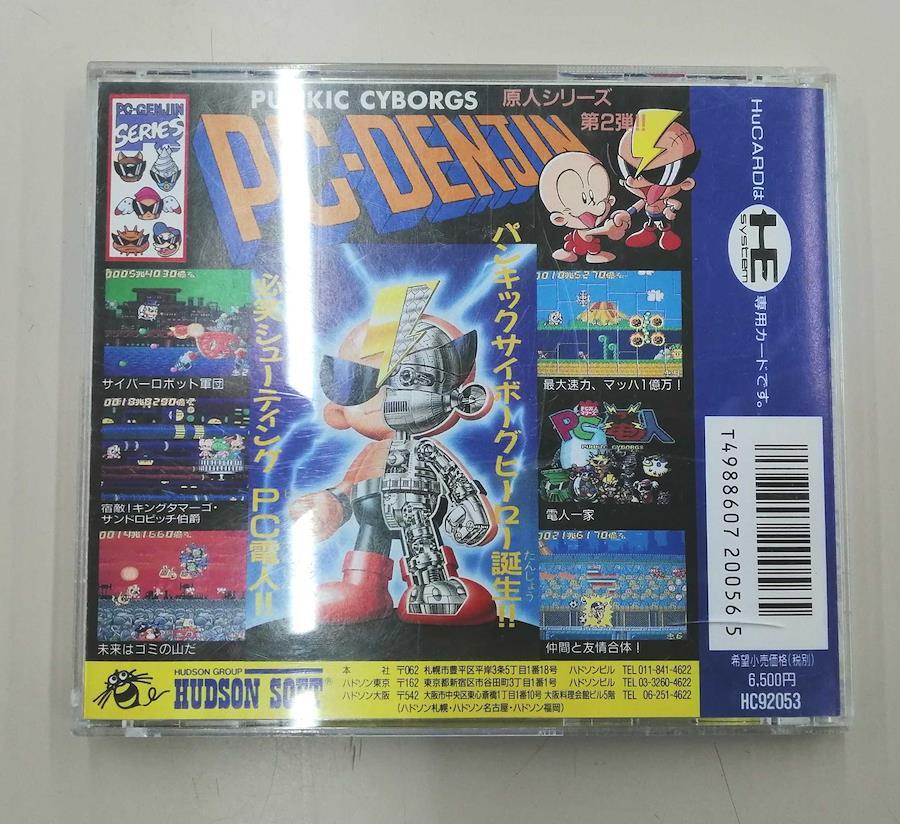 PUNKIC CYBORGS
原人シリーズ
第2弾!!
PC-DENJIN
PC-GENJIN
SERIES
パンキックサイボーグヒーロー誕生!!
たんじょう
必笑シューティング PC電人!!
サイバーロボット軍団
宿敵!キングタマーゴ・
サンドロビッチ伯爵
未来はゴミの山だ
最大速力、マッハ1億万!
PC電人
PUNKIC CYBORGS
電人一家
仲間と友情合体!
HUDSON GROUP
HUDSON SOFT®
本 社 〒062 札幌市豊平区平岸3条5丁目1番18号 ハドソンビル TEL 011-841-4622
ハドソン東京 〒162 東京都新宿区市谷田町3丁目1番1号 ハドソンビル TEL 03-3260-4622
ハドソン大阪 〒542 大阪市中央区東心斎橋1丁目1番10号 大阪料理会館ビル5階 TEL 06-251-4622
(ハドソン札幌・ハドソン名古屋・ハドソン福岡)
HuCARDは
HE
system
専用カードです。
T4988607 20056 5
希望小売価格(税別)
6,500円
HC92053